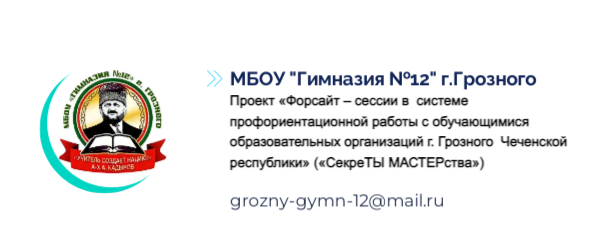 МБОУ «ГИМНАЗИЯ №12» г. ГРОЗНОГО
«УЧИТЕЛЬ СОЗДАЕТ НАЦИЮ»
А-Х.А. КАДЫРОВ
МБОУ "Гимназия №12" г.Грозного
Проект «Форсайт – сессии в системе
профориентационной работы с обучающимися
образовательных организаций г. Грозного Чеченской
республики» («СекреТЫ МАСТЕРства»)
grozny-gymn-12@mail.ru